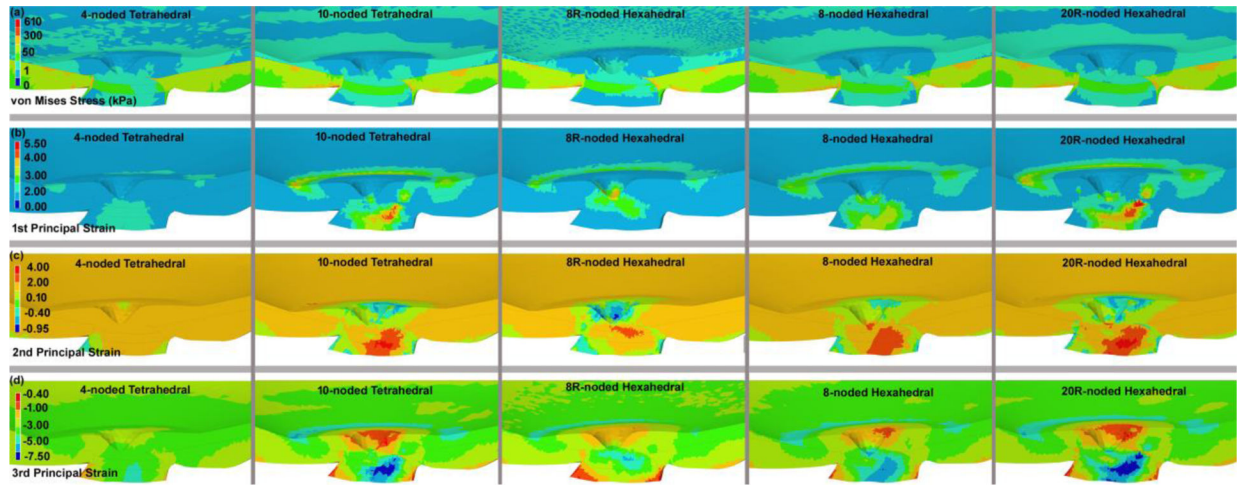 (a)
4-noded Tetrahedral 10-noded Tetrahedral 8R-noded Hexahedral 8-noded Hexahedral 20R-noded Hexahedral
610
300
50
1
0
von Mises Stress (kPa)
(b)
4-noded Tetrahedral 10-noded Tetrahedral 8R-noded Hexahedral 8-noded Hexahedral 20R-noded Hexahedral
5.50
4.00
3.00
2.00
0.00
1st Principal Strain
(c)
4-noded Tetrahedral 10-noded Tetrahedral 8R-noded Hexahedral 8-noded Hexahedral 20R-noded Hexahedral
4.00
2.00
0.10
-0.40
-0.95
2nd Principal Strain
(d)
4-noded Tetrahedral 10-noded Tetrahedral 8R-noded Hexahedral 8-noded Hexahedral 20R-noded Hexahedral
-0.40
-1.00
-3.00
-5.00
-7.50
3rd Principal Strain